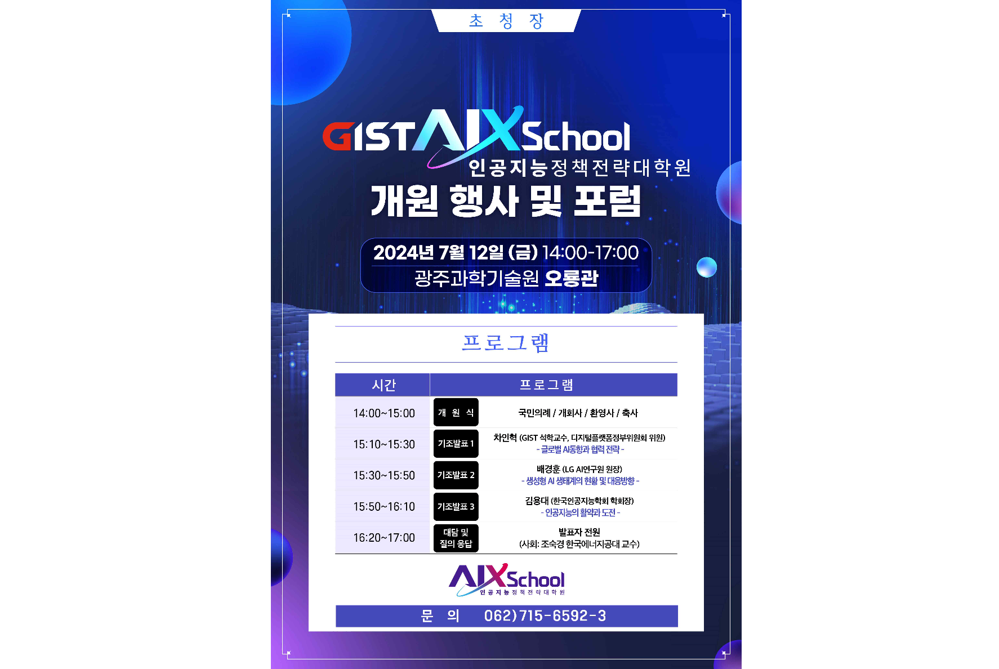 초 청 장
GIST AIX School
인공지능정책전략대학원
개원 행사 및 포럼
2024년 7월 12일 (금) 14:00-17:00
광주과학기술원 오룡관
프로그램
시간 프로그램
14:00~15:00 개 원 식 국민의례 / 개회사 / 환영사 / 축사
15:10~15:30 기조발표 1 차인혁 (GIST 석학교수, 디지털플랫폼정부위원회 위원)
- 글로벌 AI동향과 협력 전략 -
15:30~15:50 기조발표 2 배경훈 (LG AI연구원 원장)
- 생성형 AI 생태계의 현황 및 대응방향 -
15:50~16:10 기조발표 3 김용대 (한국인공지능학회 학회장)
- 인공지능의 활약과 도전 -
16:20~17:00 대담 및 질의 응답 발표자 전원
(사회: 조숙경 한국에너지공대 교수)
AIX School
인공지능정책전략대학원
문 의 062)715-6592-3